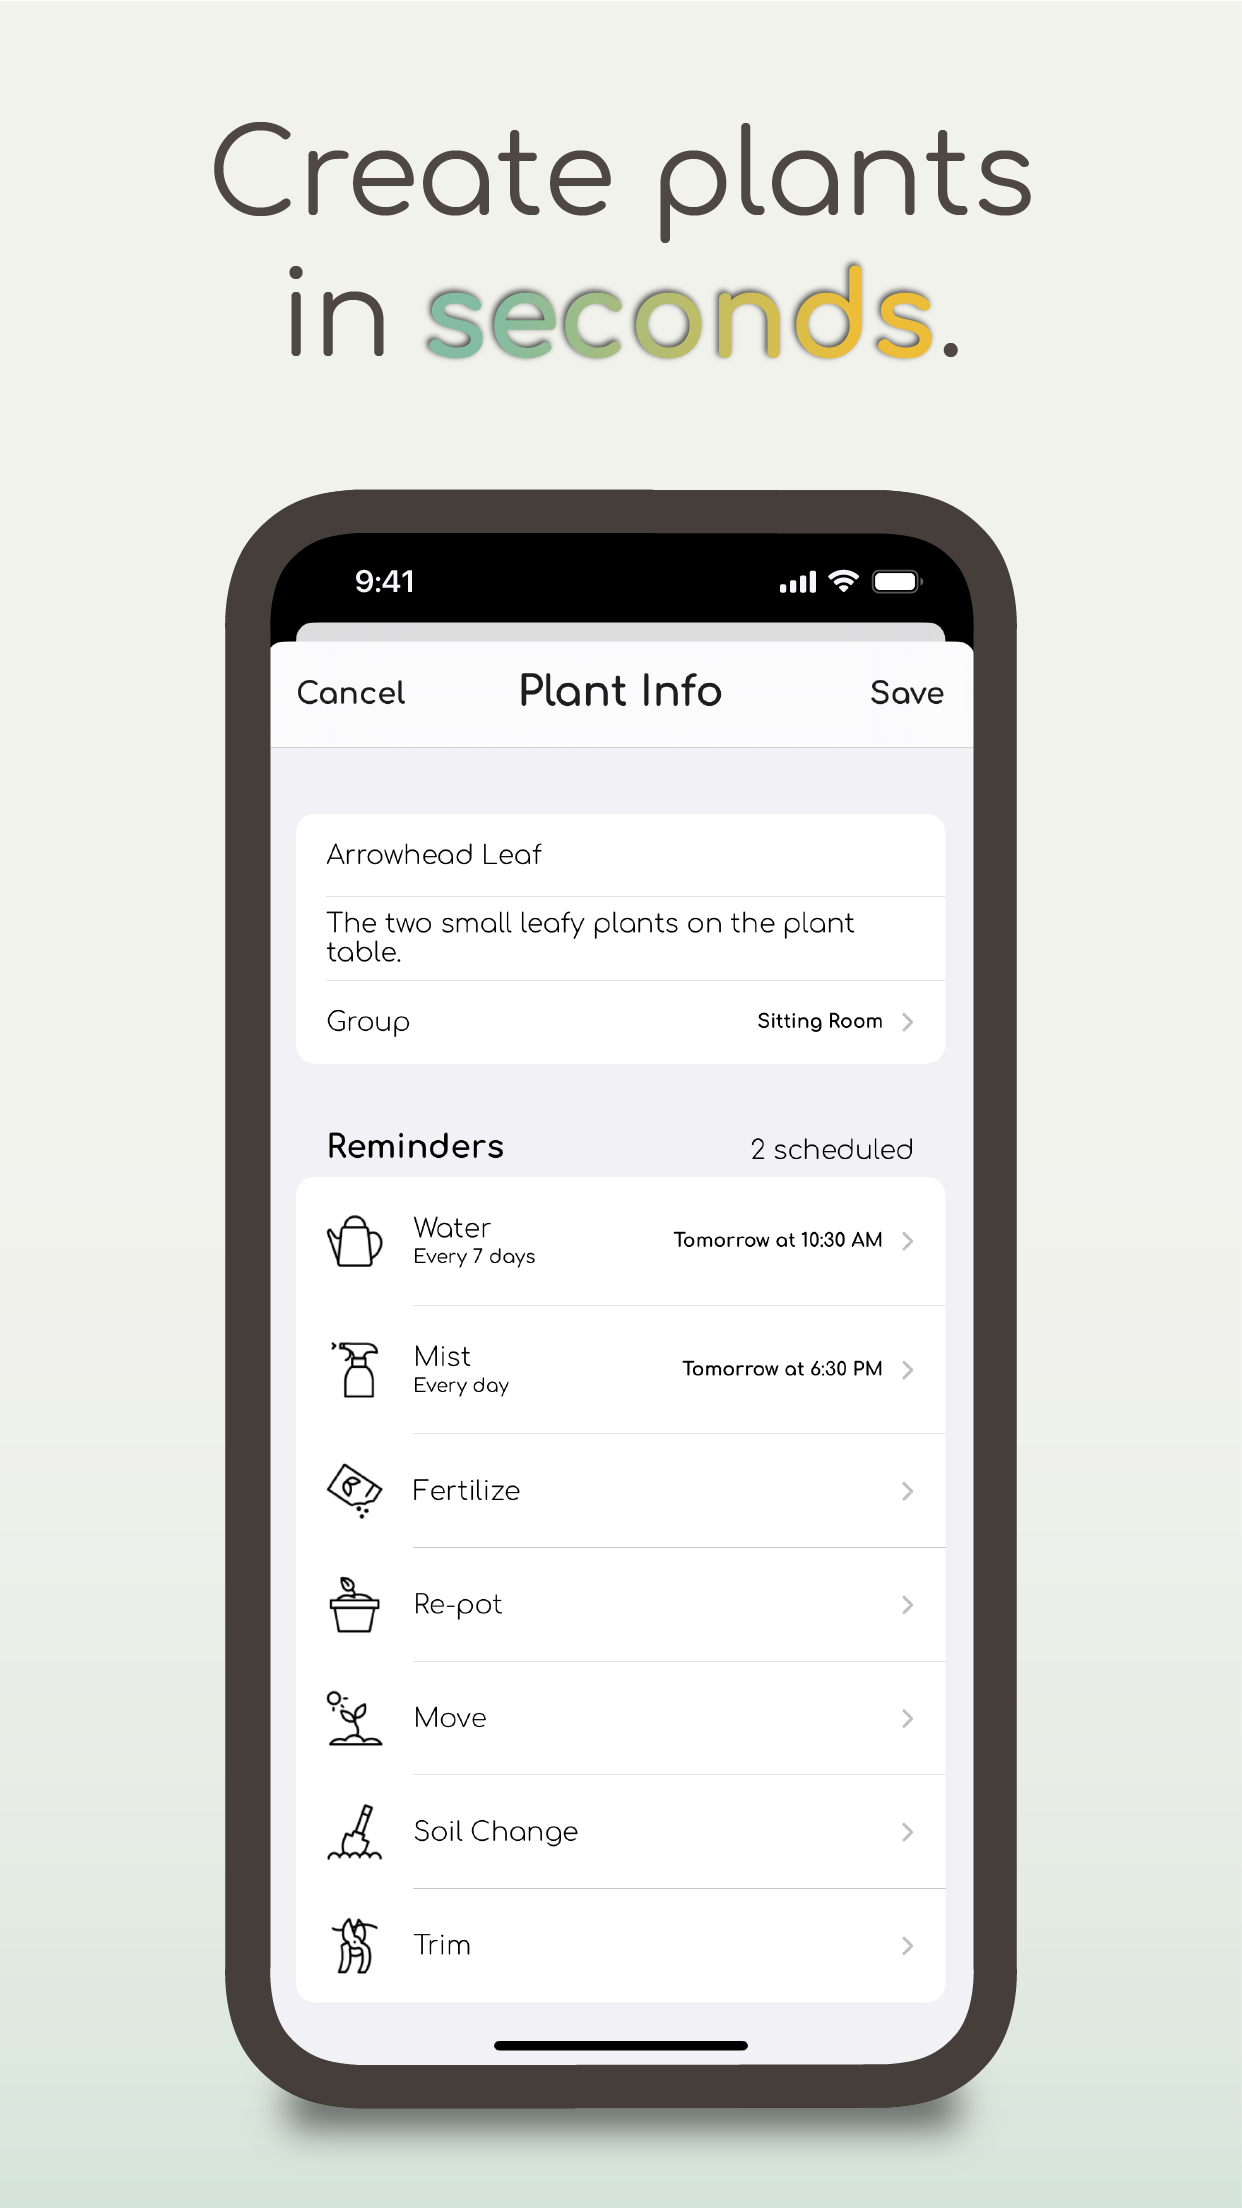 Create plants
in seconds.
9:41
Cancel
Plant Info
Save
Arrowhead Leaf
The two small leafy plants on the plant
table.
Group
Sitting Room
Reminders
2 scheduled
Water
Every 7 days
Tomorrow at 10:30 AM
Mist
Every day
Tomorrow at 6:30 PM
Fertilize
Re-pot
Move
Soil Change
Trim